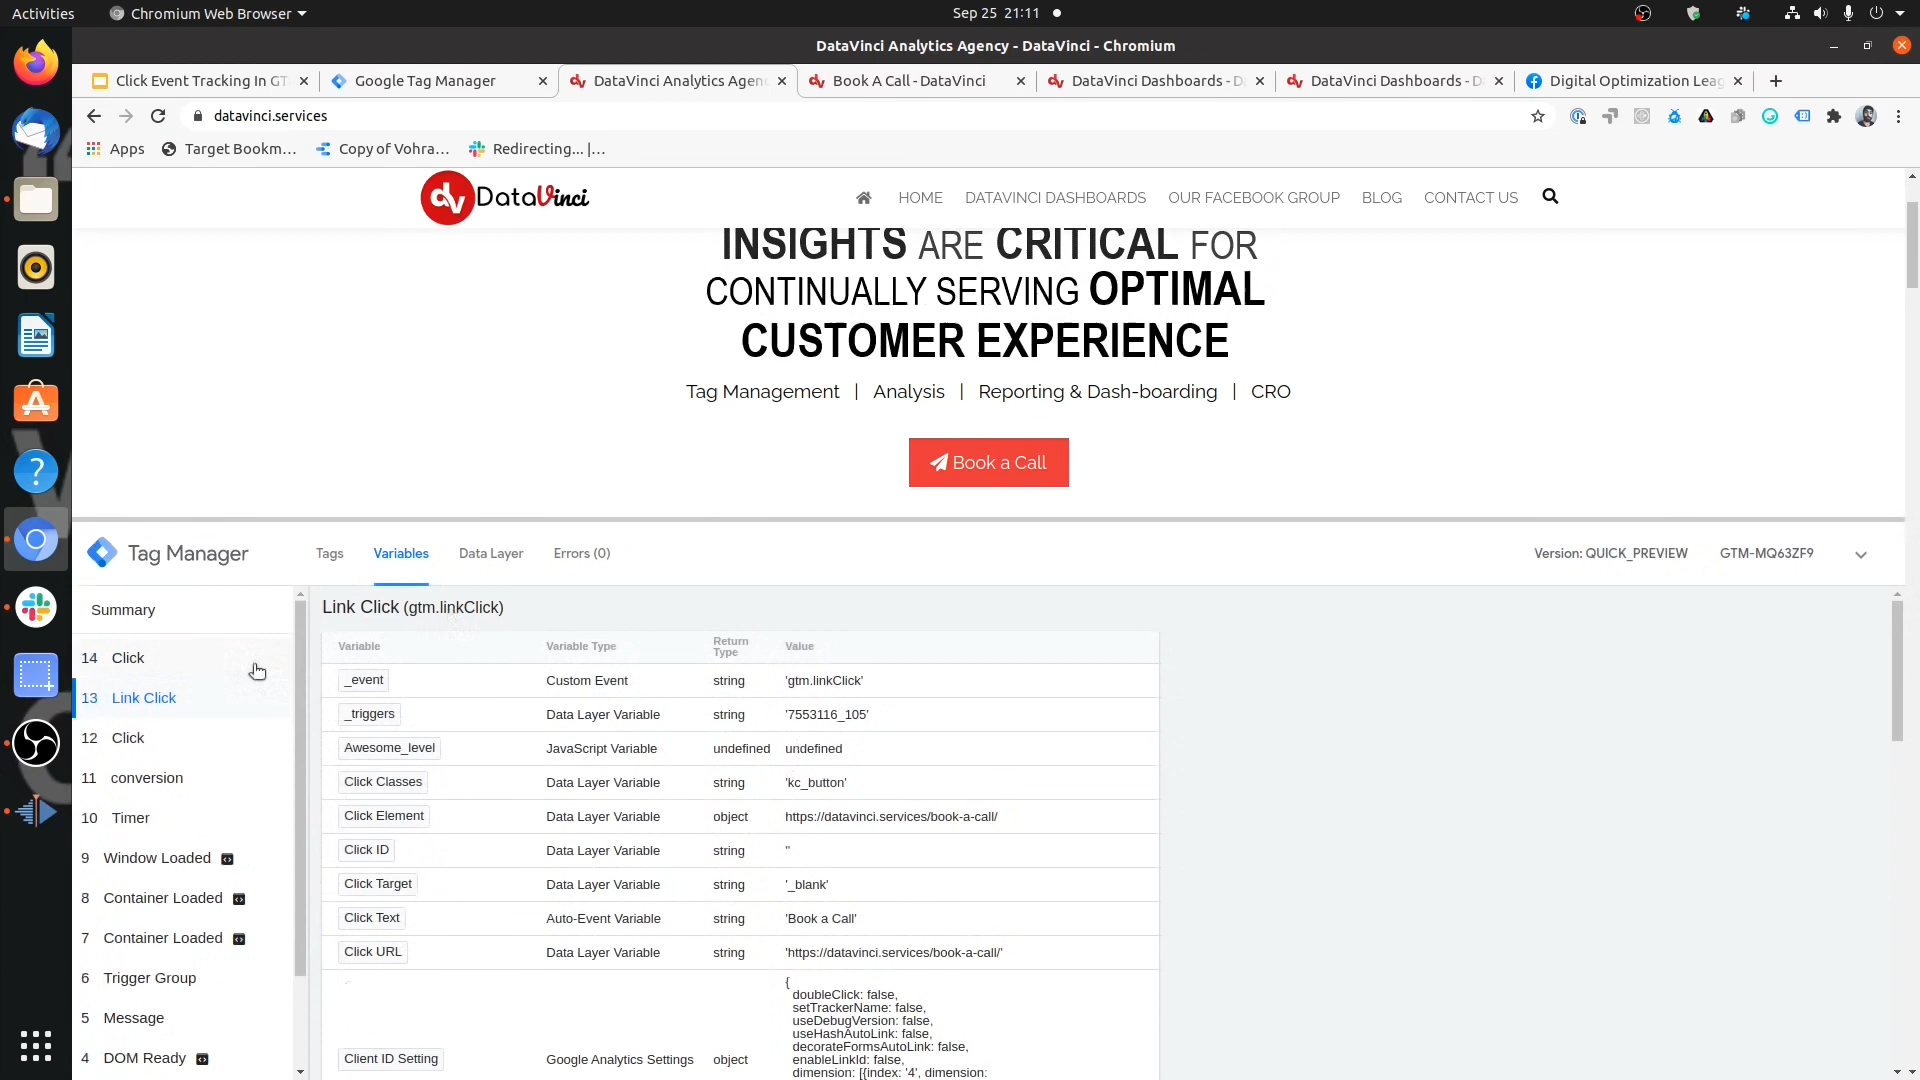 Activities
Chromium Web Browser
Sep 25 21:11
DataVinci Analytics Agency - DataVinci - Chromium
Click Event Tracking In GT
Google Tag Manager
DataVinci Analytics Agen
Book A Call - DataVinci
DataVinci Dashboards - D
DataVinci Dashboards - D
Digital Optimization Leag
datavinci.services
Apps
Target Bookm...
Copy of Vohra...
Redirecting... |...
dv DataVinci
HOME
DATAVINCI DASHBOARDS
OUR FACEBOOK GROUP
BLOG
CONTACT US
INSIGHTS ARE CRITICAL FOR
CONTINUALLY SERVING OPTIMAL
CUSTOMER EXPERIENCE
Tag Management | Analysis | Reporting & Dash-boarding | CRO
Book a Call
Tag Manager
Tags
Variables
Data Layer
Errors (0)
Version: QUICK_PREVIEW
GTM-MQ63ZF9
Summary
14 Click
13 Link Click
12 Click
11 conversion
10 Timer
9 Window Loaded
8 Container Loaded
7 Container Loaded
6 Trigger Group
5 Message
4 DOM Ready
Link Click (gtm.linkClick)
Variable Variable Type Return Type Value
_event Custom Event string 'gtm.linkClick'
_triggers Data Layer Variable string '7553116_105'
Awesome_level JavaScript Variable undefined undefined
Click Classes Data Layer Variable string 'kc_button'
Click Element Data Layer Variable object https://datavinci.services/book-a-call/
Click ID Data Layer Variable string ''
Click Target Data Layer Variable string '_blank'
Click Text Auto-Event Variable string 'Book a Call'
Click URL Data Layer Variable string 'https://datavinci.services/book-a-call/'
{
doubleClick: false,
setTrackerName: false,
useDebugVersion: false,
useHashAutoLink: false,
decorateFormsAutoLink: false,
Client ID Setting Google Analytics Settings object enableLinkId: false,
dimension: [{index: '4', dimension: